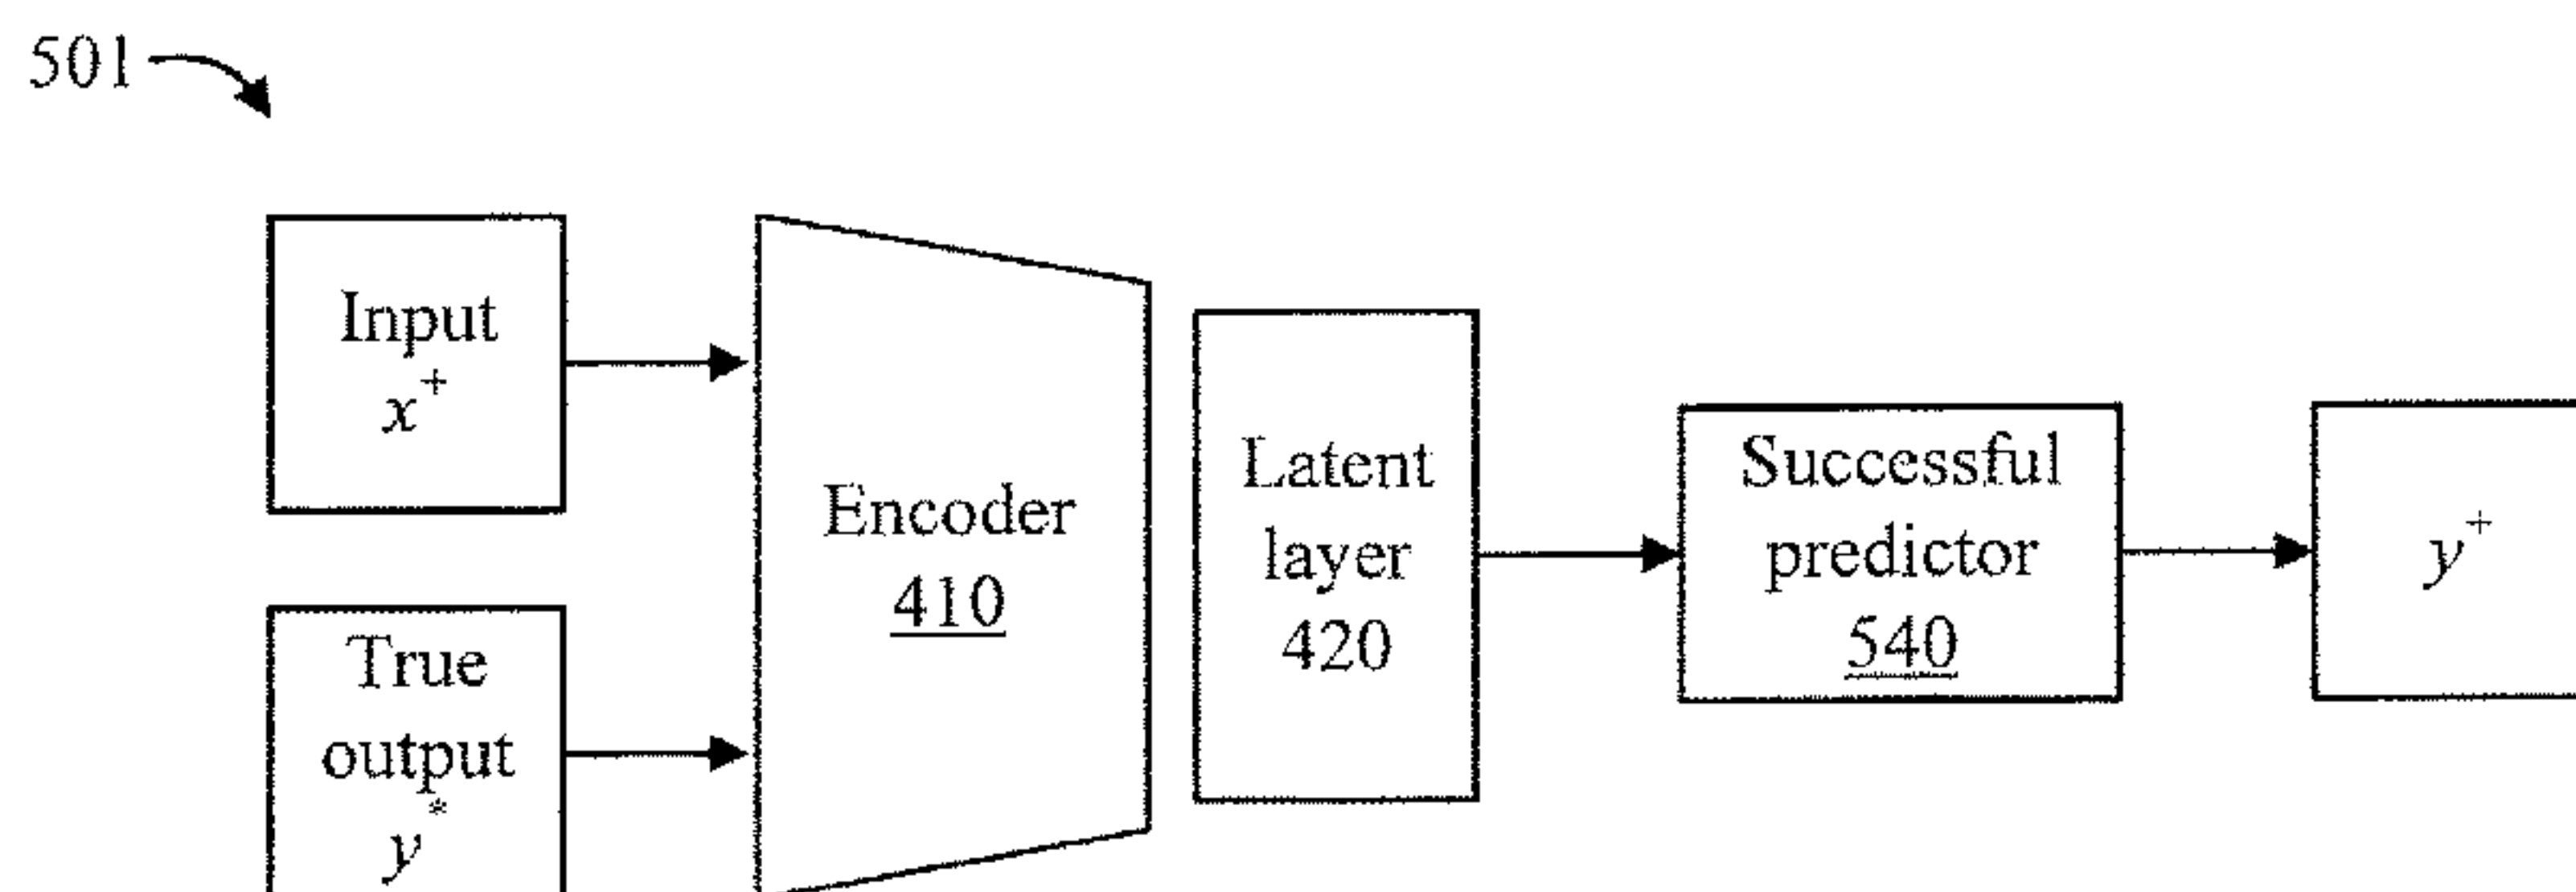 501
Input
x⁺
True
output
y*
Encoder
410
Latent
layer
420
Successful
predictor
540
y⁺